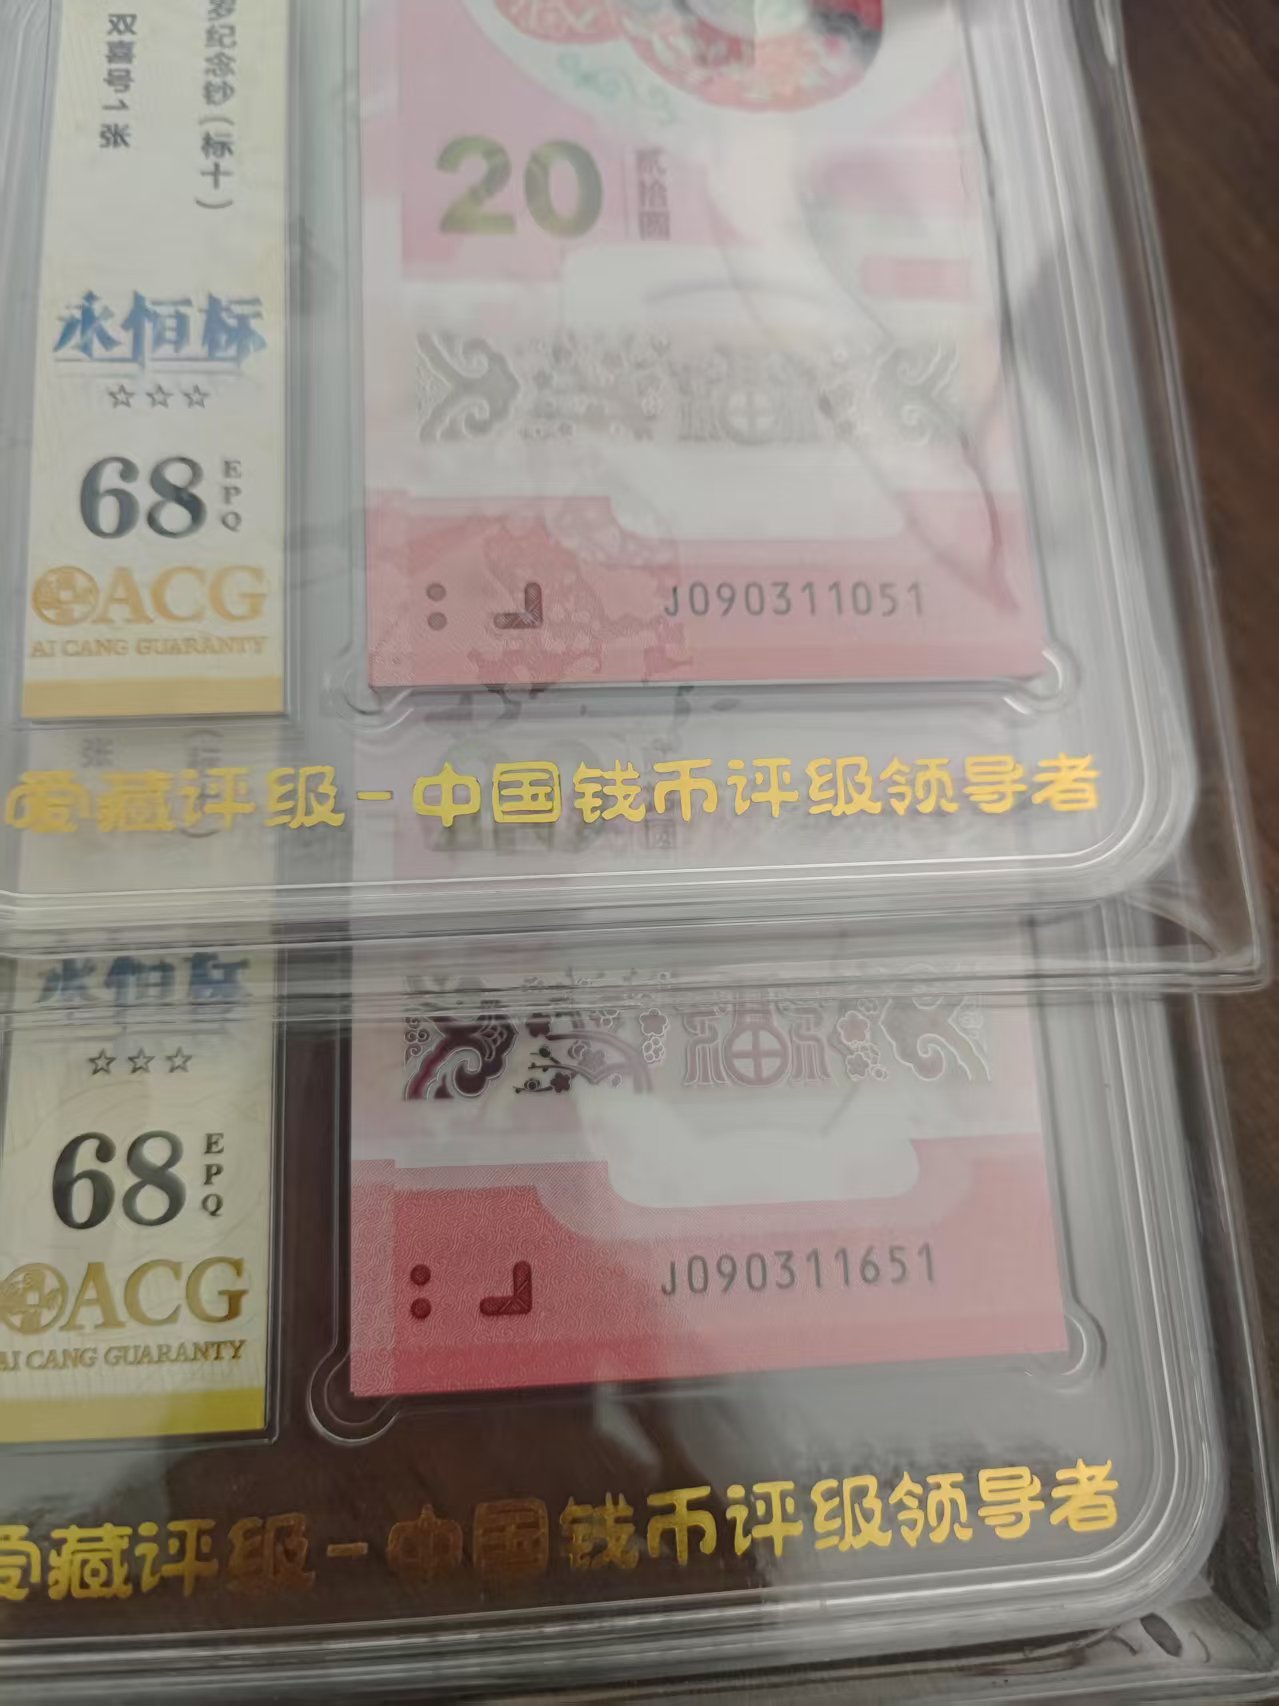 纪念钞（标十）
双喜号1张
永恒标
☆☆☆
68
EPQ
ACG
AI CANG GUARANTY
20
贰拾圆
J090311051
爱藏评级-中国钱币评级领导者
张
永恒标
☆☆☆
68
EPQ
ACG
AI CANG GUARANTY
J090311651
爱藏评级-中国钱币评级领导者